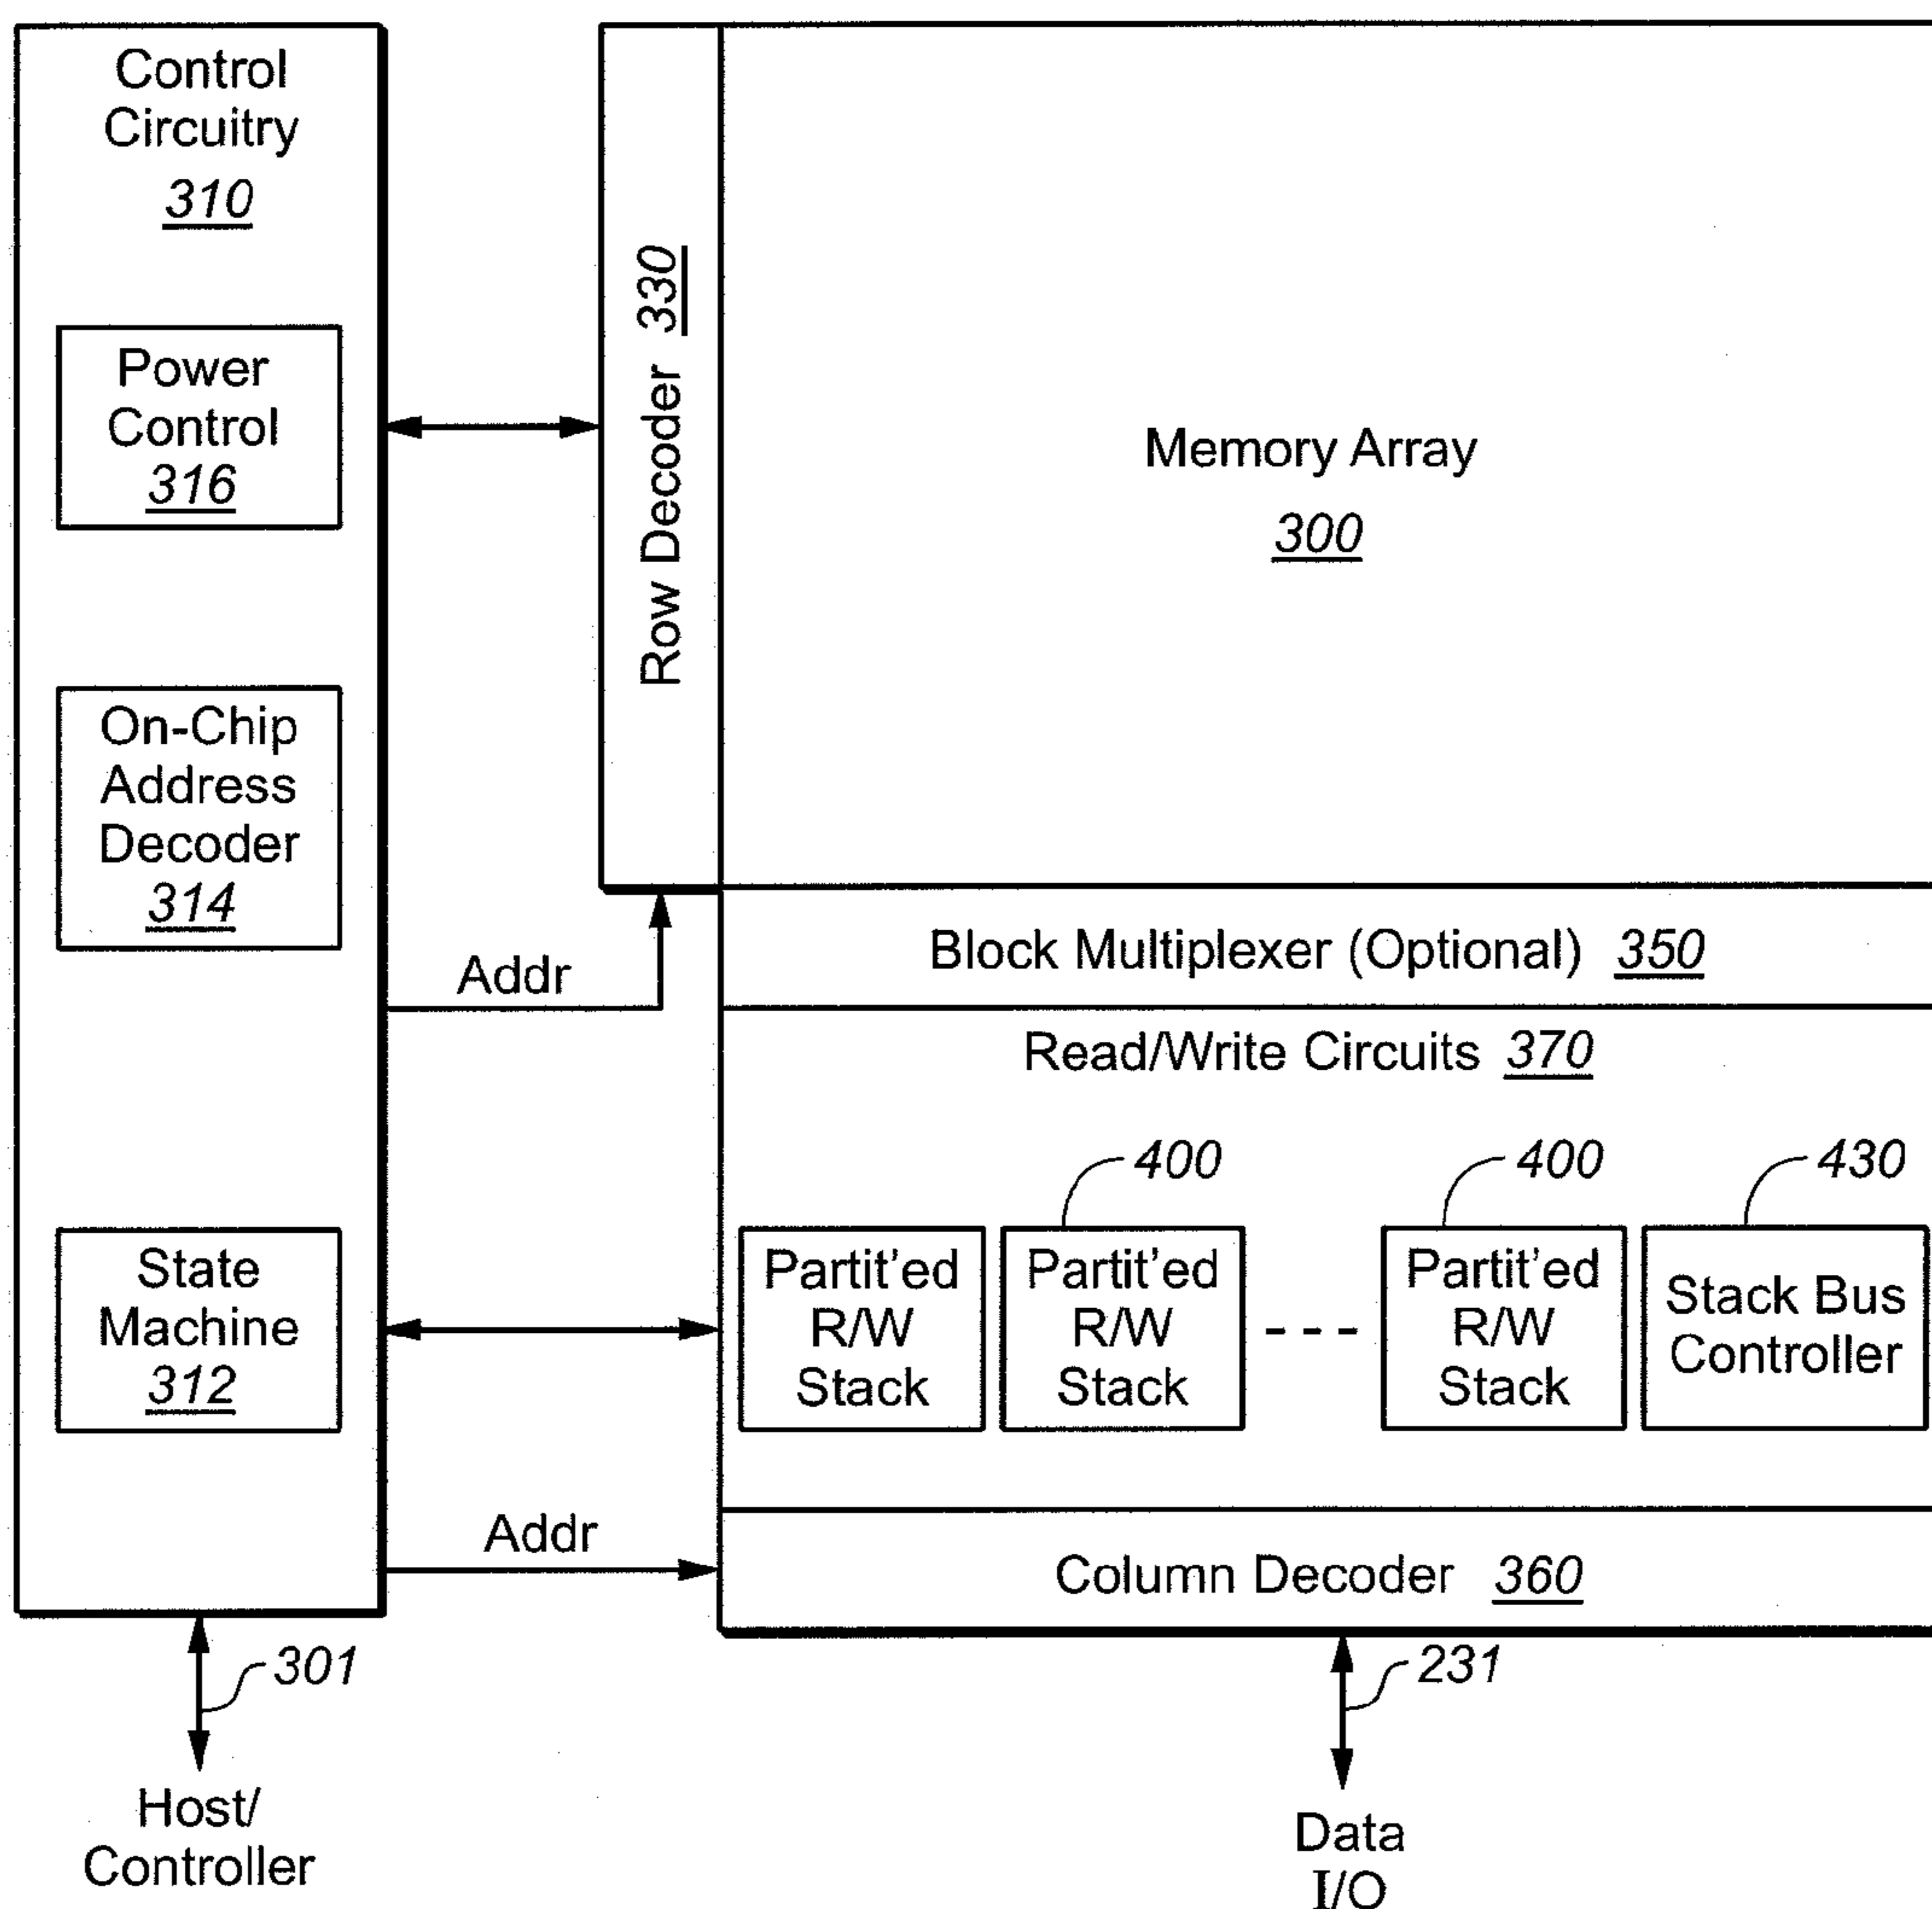 Control
Circuitry
310
Power
Control
316
On-Chip
Address
Decoder
314
State
Machine
312
Row Decoder 330
Memory Array
300
Addr
Block Multiplexer (Optional) 350
Read/Write Circuits 370
400
400
430
Partit'ed
R/W
Stack
Partit'ed
R/W
Stack
- - -
Partit'ed
R/W
Stack
Stack Bus
Controller
Addr
Column Decoder 360
301
231
Host/
Controller
Data
I/O